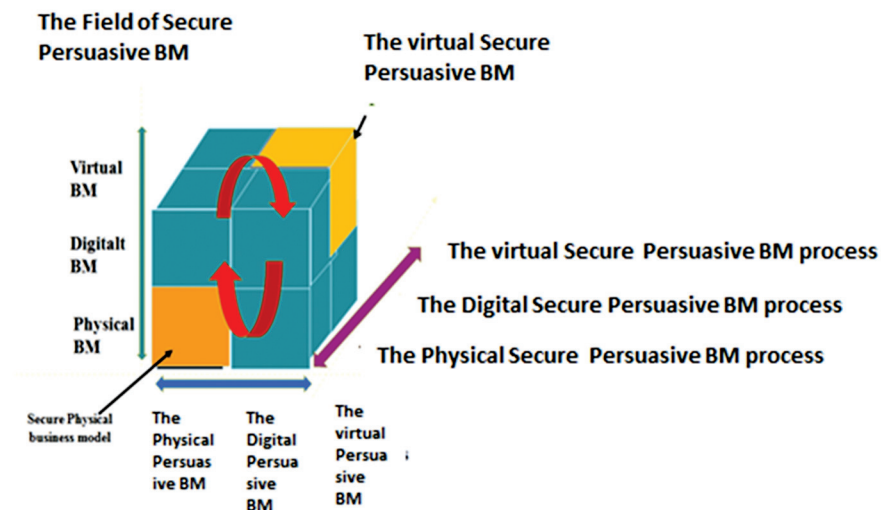 The Field of Secure
Persuasive BM
The virtual Secure
Persuasive BM
Virtual
BM
Digitalt
BM
Physical
BM
The virtual Secure Persuasive BM process
The Digital Secure Persuasive BM process
The Physical Secure Persuasive BM process
Secure Physical
business model
The
Physical
Persuas
ive BM
The
Digital
Persua
sive
BM
The
virtual
Persua
sive
BM